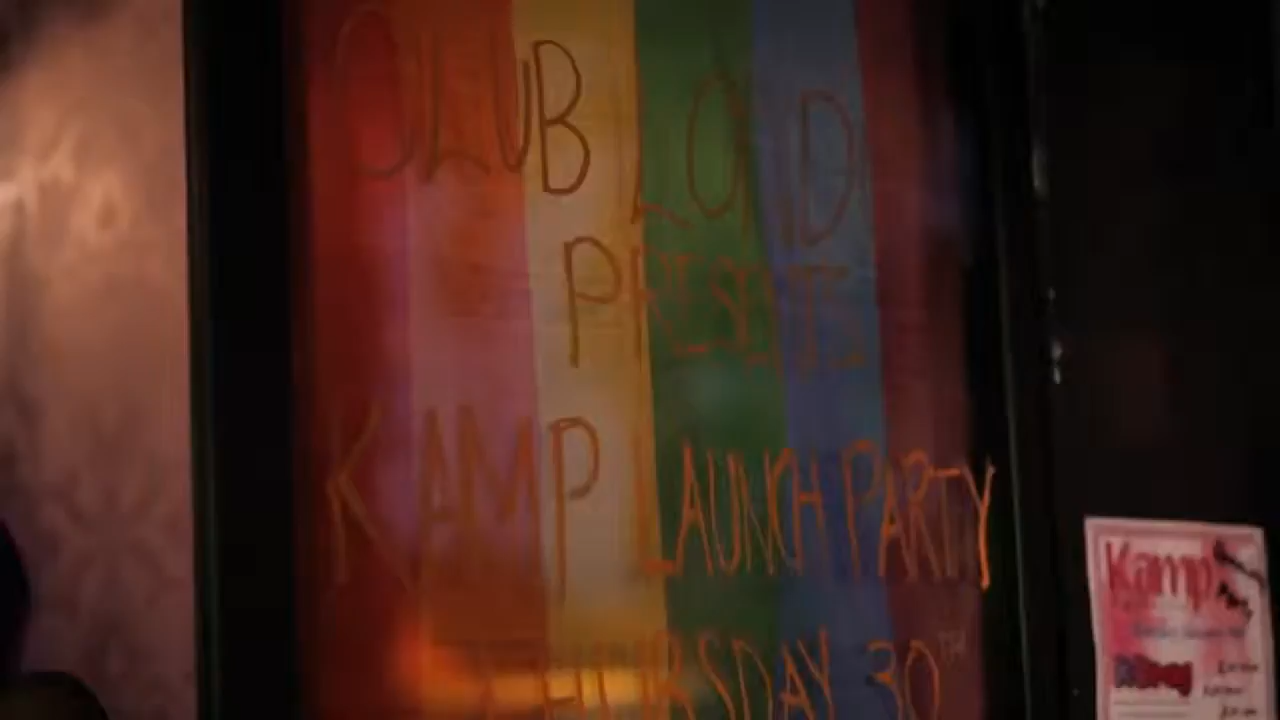 CLUB LOND
PRESENTS
KAMP LAUNCH PARTY
THURSDAY 30TH
Kamp